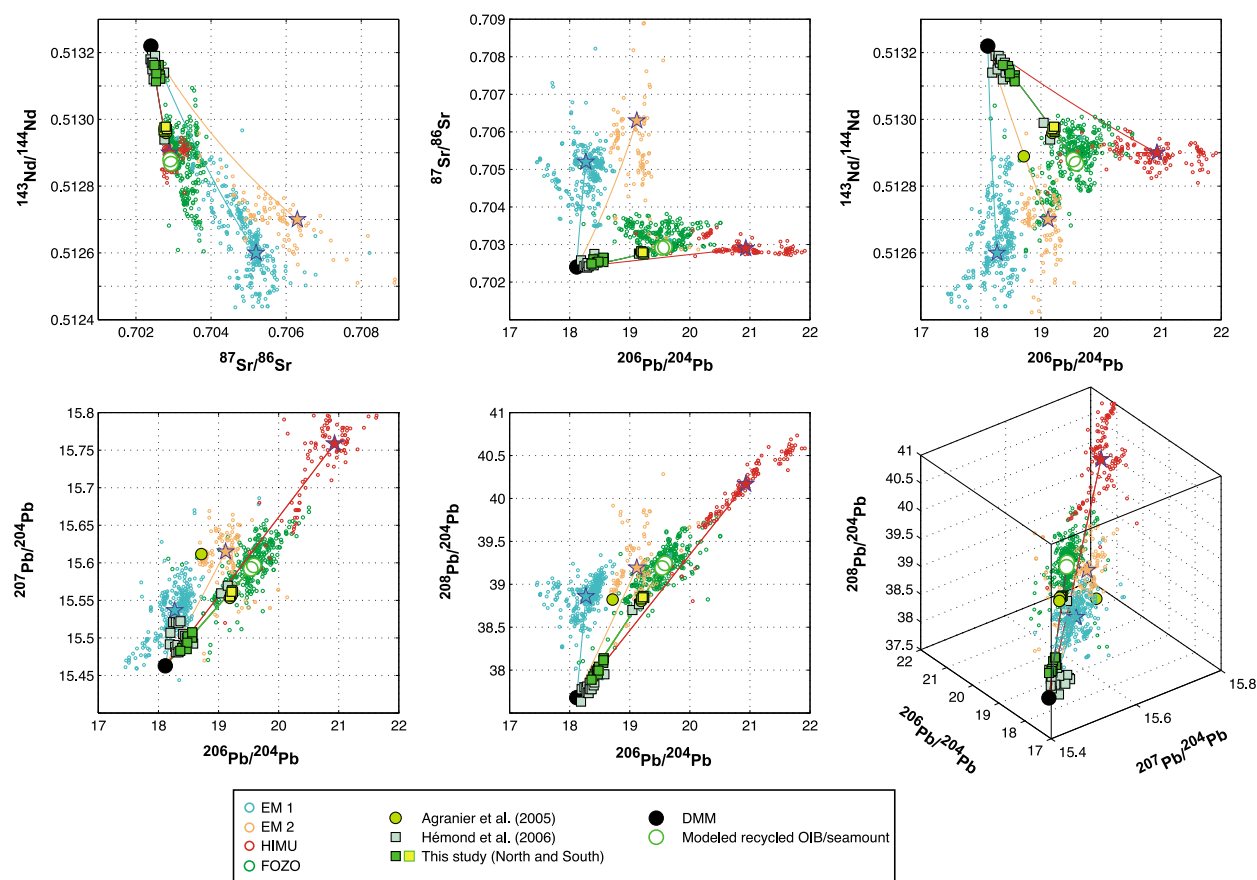 0.5132
0.5130
0.5128
0.5126
0.5124
143Nd/144Nd
0.702 0.704 0.706 0.708
87Sr/86Sr
0.709
0.707
0.706
0.705
0.704
0.703
0.702
87Sr/86Sr
17 18 19 20 21 22
206Pb/204Pb
0.5132
0.5130
0.5128
0.5126
0.5124
143Nd/144Nd
17 18 19 20 21 22
206Pb/204Pb
15.8
15.75
15.7
15.65
15.6
15.55
15.5
15.45
207Pb/204Pb
17 18 19 20 21 22
206Pb/204Pb
41
40.5
40
39.5
39
38.5
38
37.5
208Pb/204Pb
17 18 19 20 21 22
206Pb/204Pb
41
40.5
40
39.5
39
38.5
38
37.5
208Pb/204Pb
22
21
20
19
18
17
206Pb/204Pb
15.4
15.6
15.8
207Pb/204Pb
EM 1
EM 2
HIMU
FOZO
Agranier et al. (2005)
Hémond et al. (2006)
This study (North and South)
DMM
Modeled recycled OIB/seamount